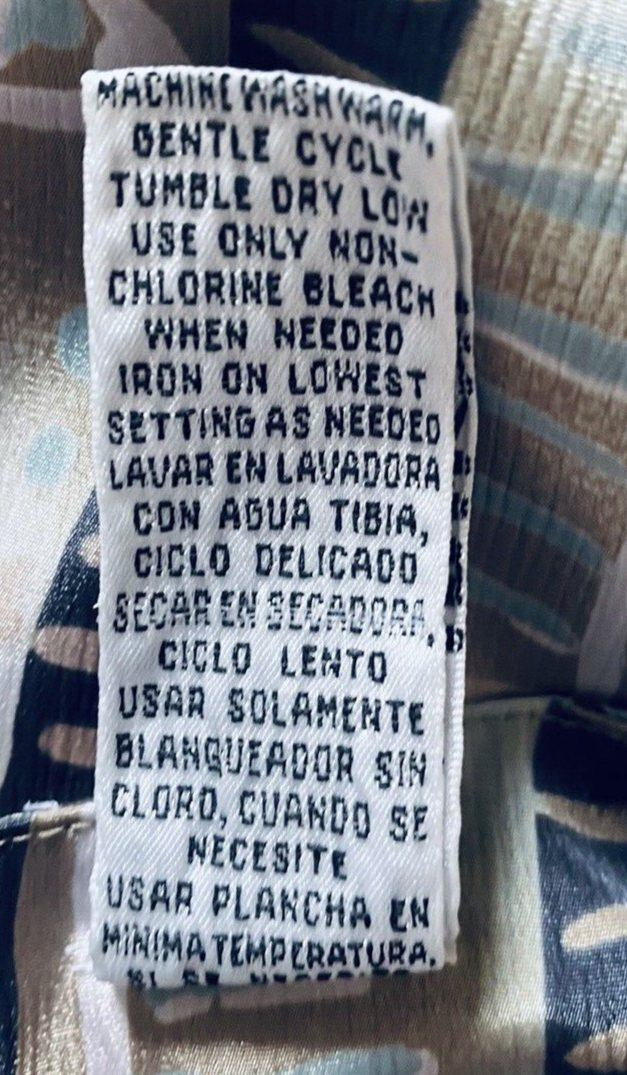 MACHINE WASH WARM,
GENTLE CYCLE
TUMBLE DRY LOW
USE ONLY NON-
CHLORINE BLEACH
WHEN NEEDED
IRON ON LOWEST
SETTING AS NEEDED
LAVAR EN LAVADORA
CON AGUA TIBIA,
CICLO DELICADO
SECAR EN SECADORA,
CICLO LENTO
USAR SOLAMENTE
BLANQUEADOR SIN
CLORO, CUANDO SE
NECESITE
USAR PLANCHA EN
MINIMA TEMPERATURA.
SI SE